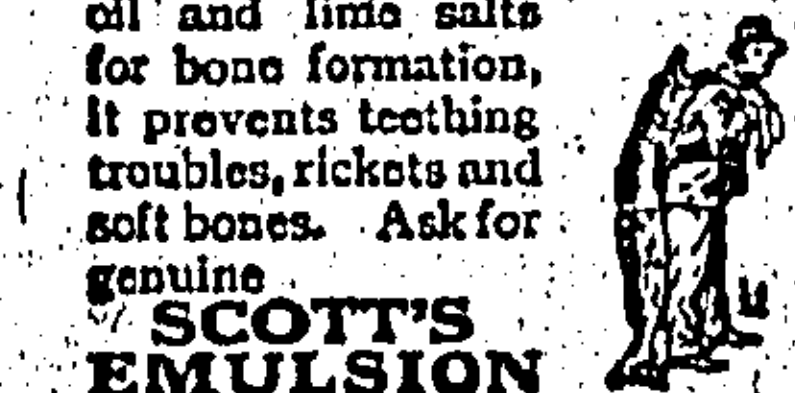 oil and lime salts
for bone formation,
it prevents teething
troubles, rickets and
soft bones. Ask for
genuine
SCOTT'S
EMULSION